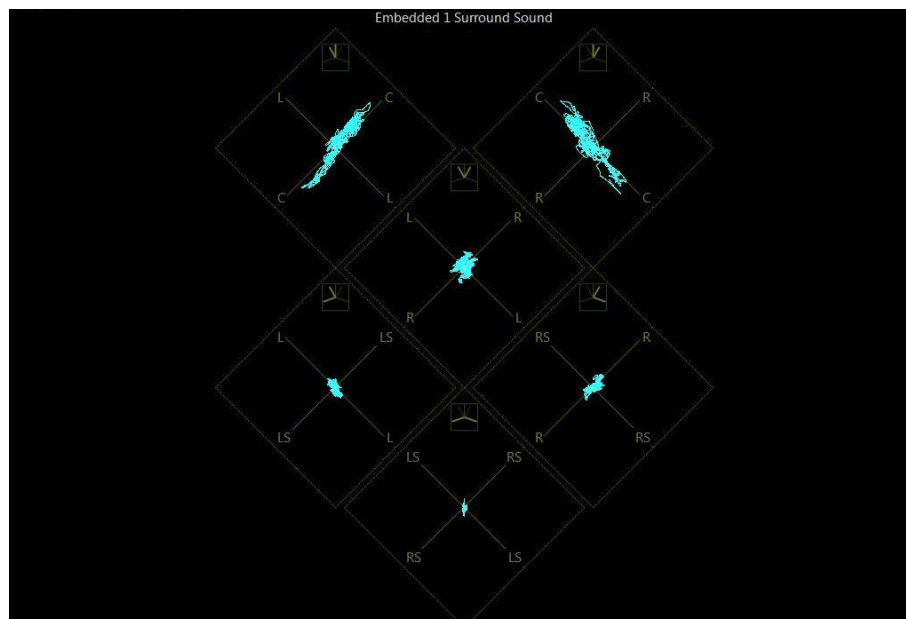 Embedded 1 Surround Sound
L C C R
C L R C
L R
R L
L LS RS R
LS L R RS
LS RS
RS LS